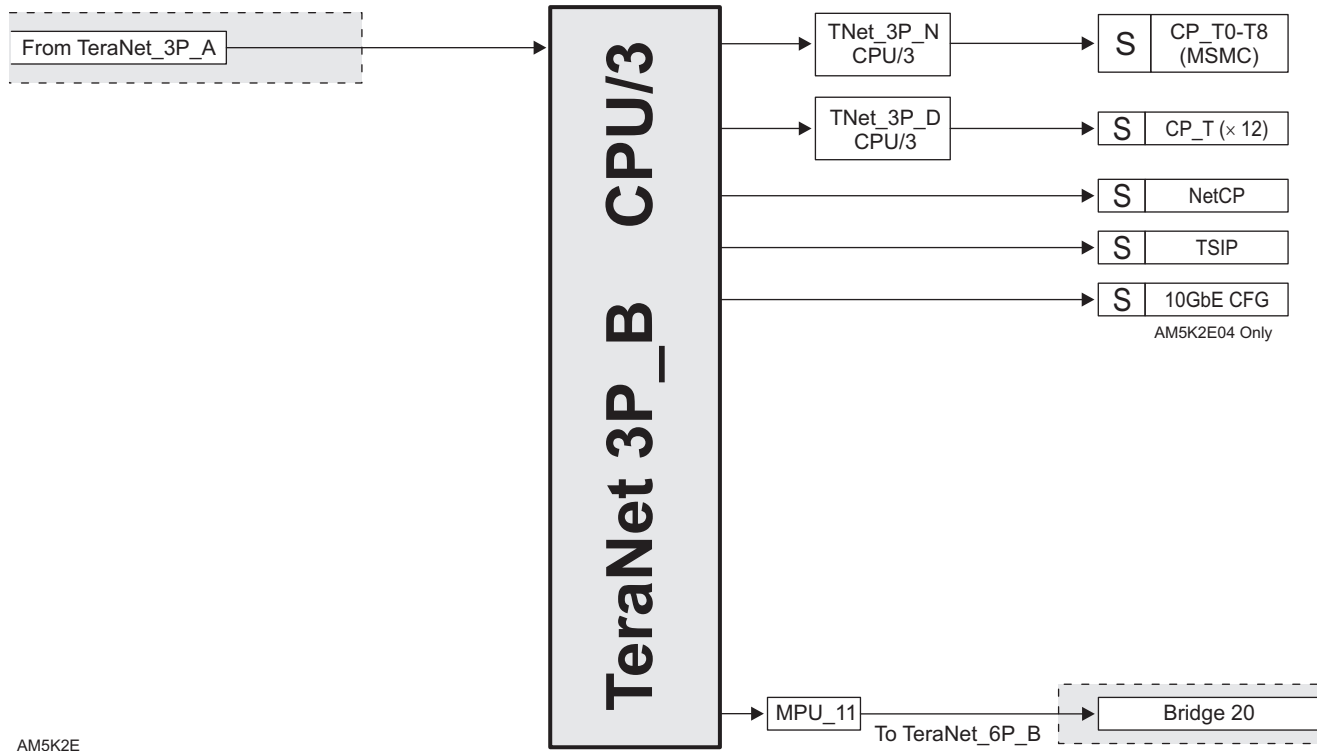 From TeraNet_3P_A
TeraNet 3P_B CPU/3
TNet_3P_N
CPU/3
S
CP_T0-T8
(MSMC)
TNet_3P_D
CPU/3
S
CP_T (× 12)
S
NetCP
S
TSIP
S
10GbE CFG
AM5K2E04 Only
MPU_11
To TeraNet_6P_B
Bridge 20
AM5K2E